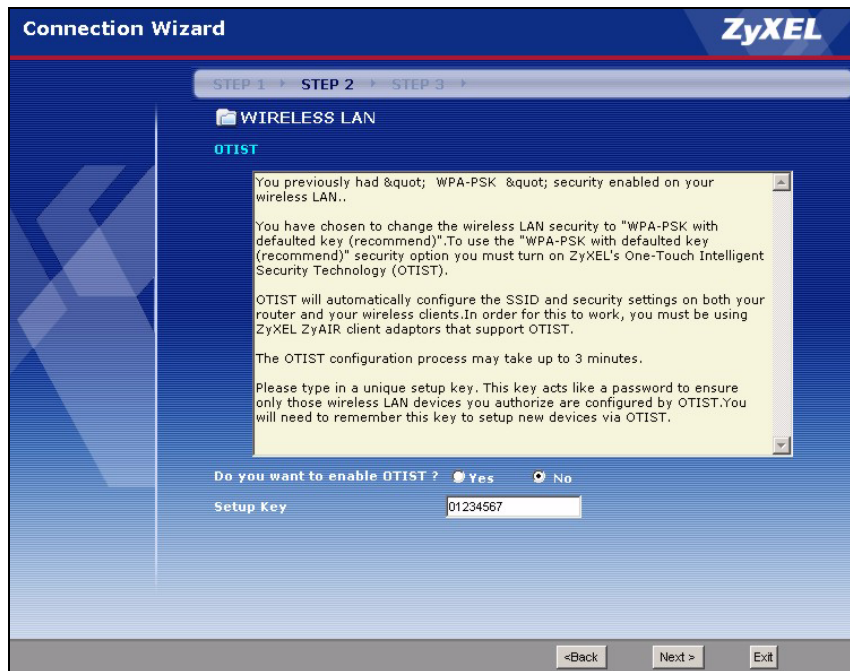 Connection Wizard
ZyXEL
STEP 1 STEP 2 STEP 3
WIRELESS LAN
OTIST
You previously had &quot; WPA-PSK &quot; security enabled on your
wireless LAN..
You have chosen to change the wireless LAN security to "WPA-PSK with
defaulted key (recommend)".To use the "WPA-PSK with defaulted key
(recommend)" security option you must turn on ZyXEL's One-Touch Intelligent
Security Technology (OTIST).
OTIST will automatically configure the SSID and security settings on both your
router and your wireless clients.In order for this to work, you must be using
ZyXEL ZyAIR client adaptors that support OTIST.
The OTIST configuration process may take up to 3 minutes.
Please type in a unique setup key. This key acts like a password to ensure
only those wireless LAN devices you authorize are configured by OTIST.You
will need to remember this key to setup new devices via OTIST.
Do you want to enable OTIST ? Yes No
Setup Key 01234567
<Back Next > Exit